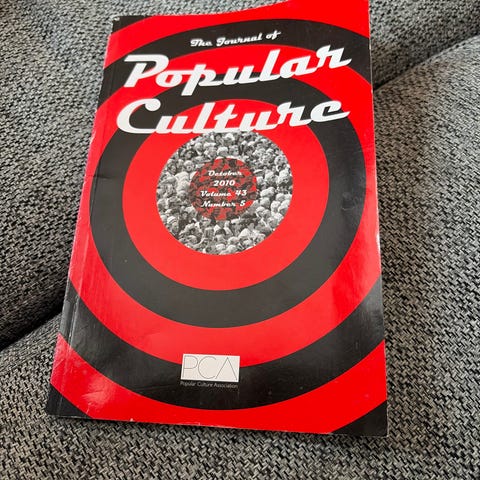 The Journal of
Popular
Culture
October
2010
Volume 43
Number 5
PCA
Popular Culture Association